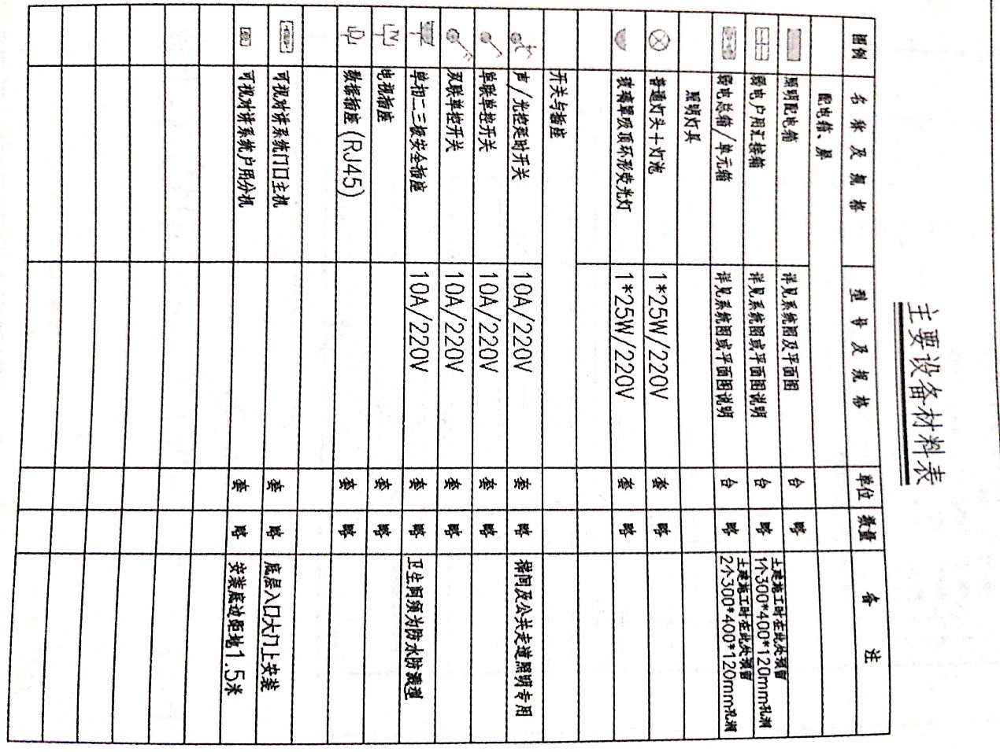 主要设备材料表
图例 名称及规格 型号及规格 单位 数量 备注
配电箱、屏
照明配电箱 详见系统图及平面图 台 略
弱电户用汇接箱 详见系统图或平面图说明 台 略 土建施工时在此处预留
1个300*400*120mm孔洞
弱电总箱/单元箱 详见系统图或平面图说明 台 略 土建施工时在此处预留
2个300*400*120mm孔洞
照明灯具
普通灯头+灯泡 1*25W/220V 套 略
玻璃罩吸顶环形荧光灯 1*25W/220V 套 略
开关与插座
声/光控延时开关 10A/220V 套 略 梯间及公共走道照明专用
单联单控开关 10A/220V 套 略
双联单控开关 10A/220V 套 略
单相二三极安全插座 10A/220V 套 略 卫生间须为防水防溅型
TV 电视插座 套 略
数据插座(RJ45) 套 略
可视对讲系统门口主机 套 略 底层入口大门上安装
可视对讲系统户用分机 套 略 安装底边距地1.5米